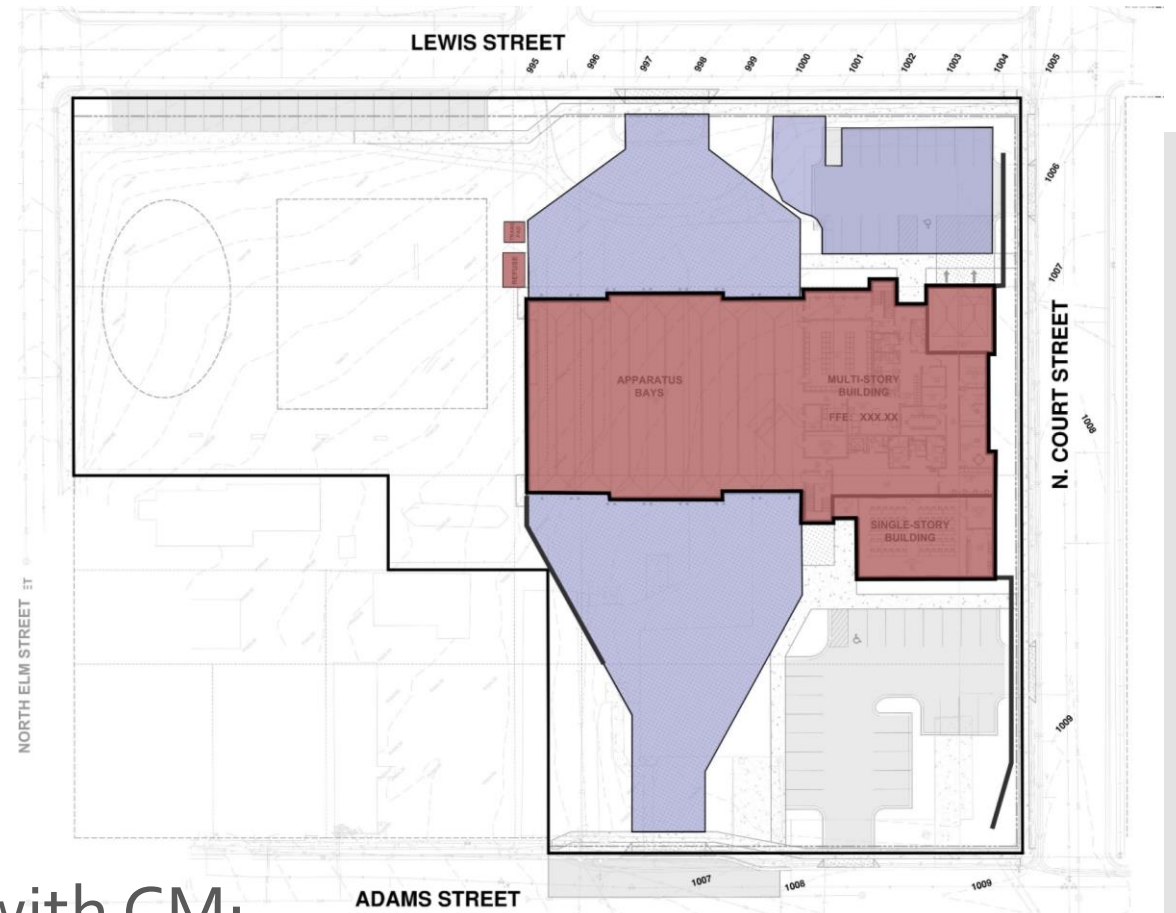 LEWIS STREET
995
996
997
998
999
1000
1001
1002
1003
1004
1005
1006
1007
N. COURT STREET
1008
1009
REFUSE
APPARATUS
BAYS
MULTI-STORY
BUILDING
FFE: XXX.XX
SINGLE-STORY
BUILDING
NORTH ELM STREET
ET
ADAMS STREET
1007
1008
1009
with CM: